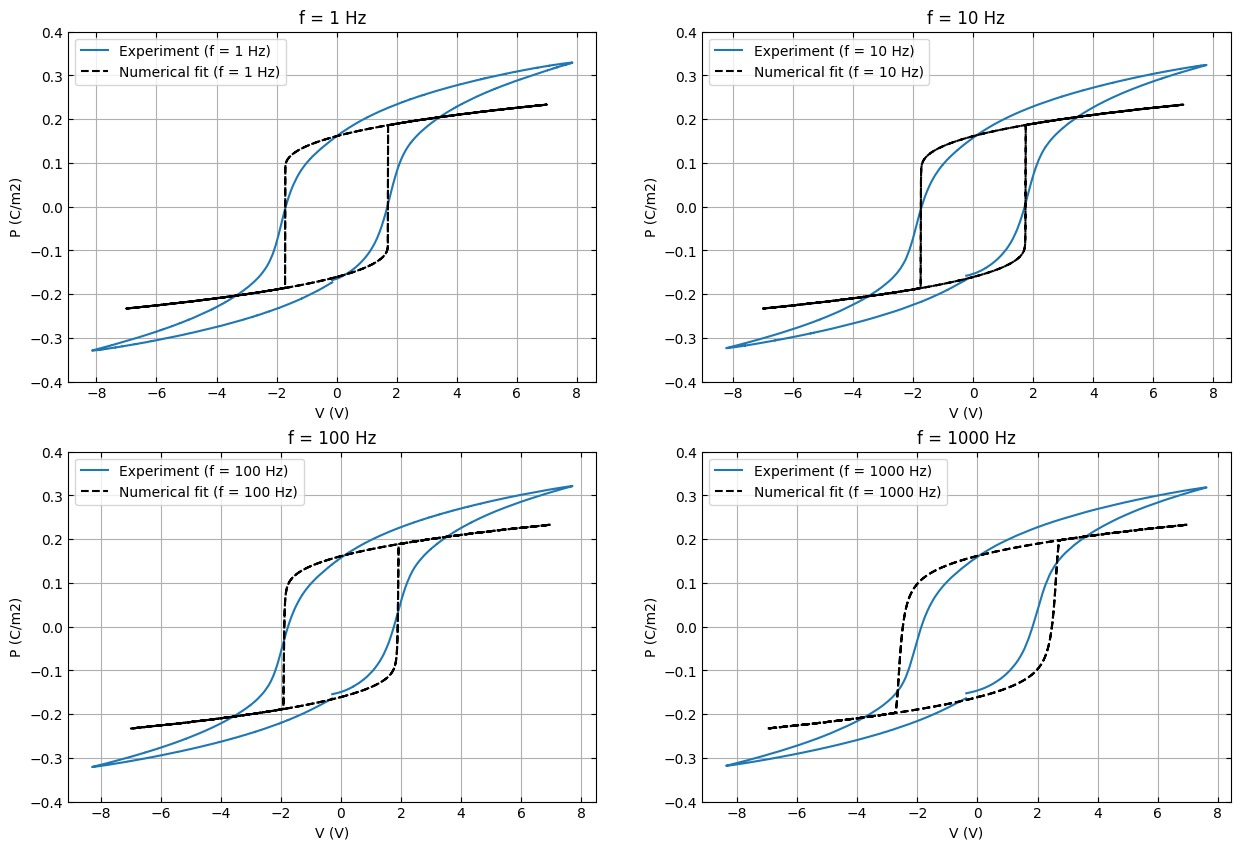 f = 1 Hz
Experiment (f = 1 Hz)
Numerical fit (f = 1 Hz)
0.4
0.3
0.2
0.1
0.0
−0.1
−0.2
−0.3
−0.4
P (C/m2)
−8 −6 −4 −2 0 2 4 6 8
V (V)
f = 10 Hz
Experiment (f = 10 Hz)
Numerical fit (f = 10 Hz)
0.4
0.3
0.2
0.1
0.0
−0.1
−0.2
−0.3
−0.4
P (C/m2)
−8 −6 −4 −2 0 2 4 6 8
V (V)
f = 100 Hz
Experiment (f = 100 Hz)
Numerical fit (f = 100 Hz)
0.4
0.3
0.2
0.1
0.0
−0.1
−0.2
−0.3
−0.4
P (C/m2)
−8 −6 −4 −2 0 2 4 6 8
V (V)
f = 1000 Hz
Experiment (f = 1000 Hz)
Numerical fit (f = 1000 Hz)
0.4
0.3
0.2
0.1
0.0
−0.1
−0.2
−0.3
−0.4
P (C/m2)
−8 −6 −4 −2 0 2 4 6 8
V (V)